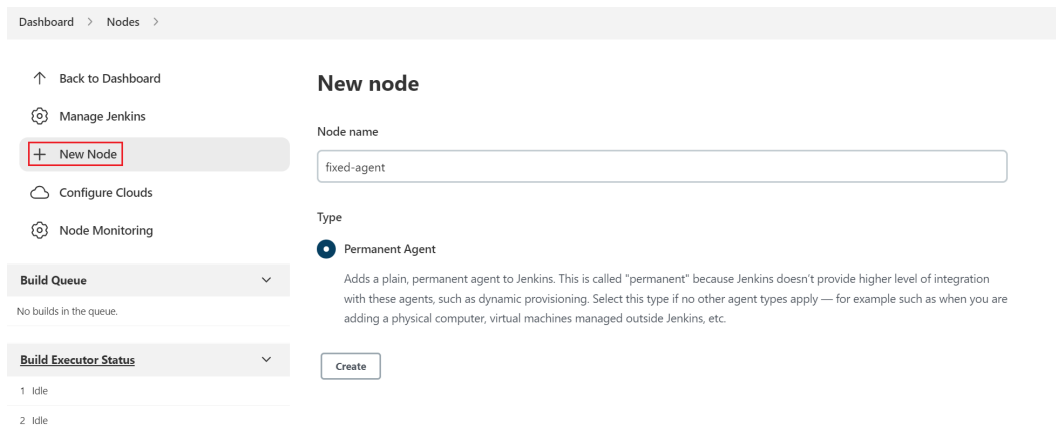 Dashboard > Nodes >
Back to Dashboard
Manage Jenkins
New Node
Configure Clouds
Node Monitoring
Build Queue
No builds in the queue.
Build Executor Status
1 Idle
2 Idle
New node
Node name
fixed-agent
Type
Permanent Agent
Adds a plain, permanent agent to Jenkins. This is called "permanent" because Jenkins doesn't provide higher level of integration
with these agents, such as dynamic provisioning. Select this type if no other agent types apply — for example such as when you are
adding a physical computer, virtual machines managed outside Jenkins, etc.
Create